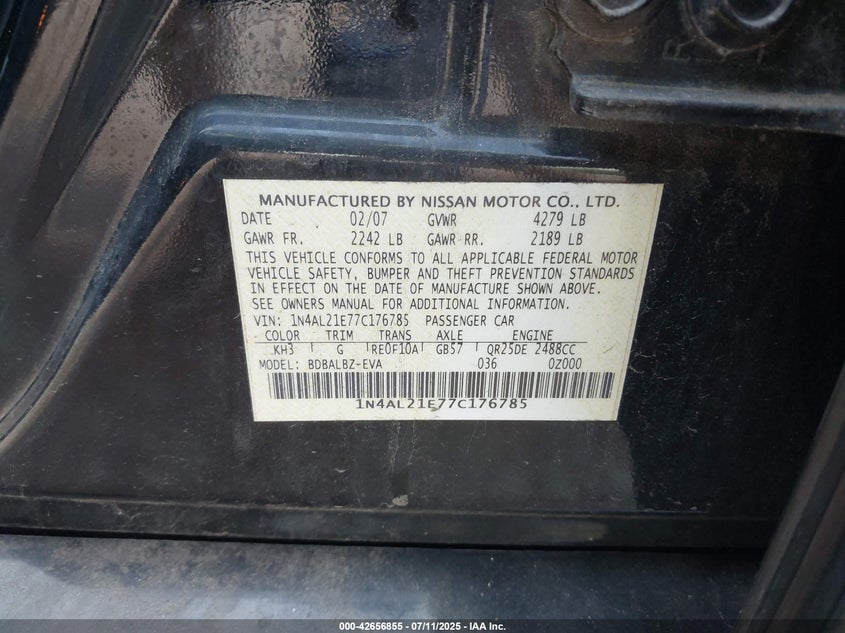 MANUFACTURED BY NISSAN MOTOR CO., LTD.
DATE 02/07 GVWR 4279 LB
GAWR FR. 2242 LB GAWR RR. 2189 LB
THIS VEHICLE CONFORMS TO ALL APPLICABLE FEDERAL MOTOR
VEHICLE SAFETY, BUMPER AND THEFT PREVENTION STANDARDS
IN EFFECT ON THE DATE OF MANUFACTURE SHOWN ABOVE.
SEE OWNERS MANUAL FOR ADDITIONAL INFORMATION.
VIN: 1N4AL21E77C176785 PASSENGER CAR
COLOR TRIM TRANS AXLE ENGINE
KH3 G RE0F10A GB57 QR25DE 2488CC
MODEL: BDBALBZ-EVA 036 0Z000
1N4AL21E77C176785
000-42656855 - 07/11/2025 - IAA Inc.